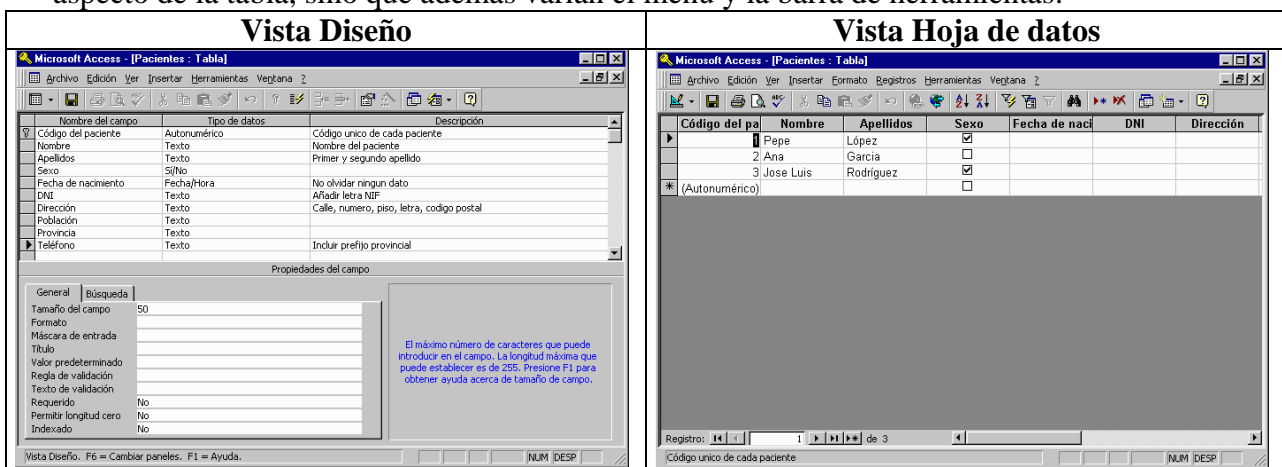 aspecto de la tabla, sino que además varían el menú y la barra de herramientas:
Vista Diseño
Microsoft Access - [Pacientes : Tabla]
Archivo Edición Ver Insertar Herramientas Ventana ?
Nombre del campo Tipo de datos Descripción
Código del paciente Autonumérico Código unico de cada paciente
Nombre Texto Nombre del paciente
Apellidos Texto Primer y segundo apellido
Sexo Sí/No
Fecha de nacimiento Fecha/Hora No olvidar ningun dato
DNI Texto Añadir letra NIF
Dirección Texto Calle, numero, piso, letra, codigo postal
Población Texto
Provincia Texto
Teléfono Texto Incluir prefijo provincial
Propiedades del campo
General Búsqueda
Tamaño del campo 50
Formato
Máscara de entrada
Título
Valor predeterminado
Regla de validación
Texto de validación
Requerido No
Permitir longitud cero No
Indexado No
El máximo número de caracteres que puede
introducir en el campo. La longitud máxima que
puede establecer es de 255. Presione F1 para
obtener ayuda acerca de tamaño de campo.
Vista Diseño. F6 = Cambiar paneles. F1 = Ayuda. NUM DESP
Vista Hoja de datos
Microsoft Access - [Pacientes : Tabla]
Archivo Edición Ver Insertar Formato Registros Herramientas Ventana ?
Código del pa Nombre Apellidos Sexo Fecha de naci DNI Dirección
1 Pepe López
2 Ana Garcia
3 Jose Luis Rodríguez
(Autonumérico)
Registro: 1 de 3
Código unico de cada paciente NUM DESP